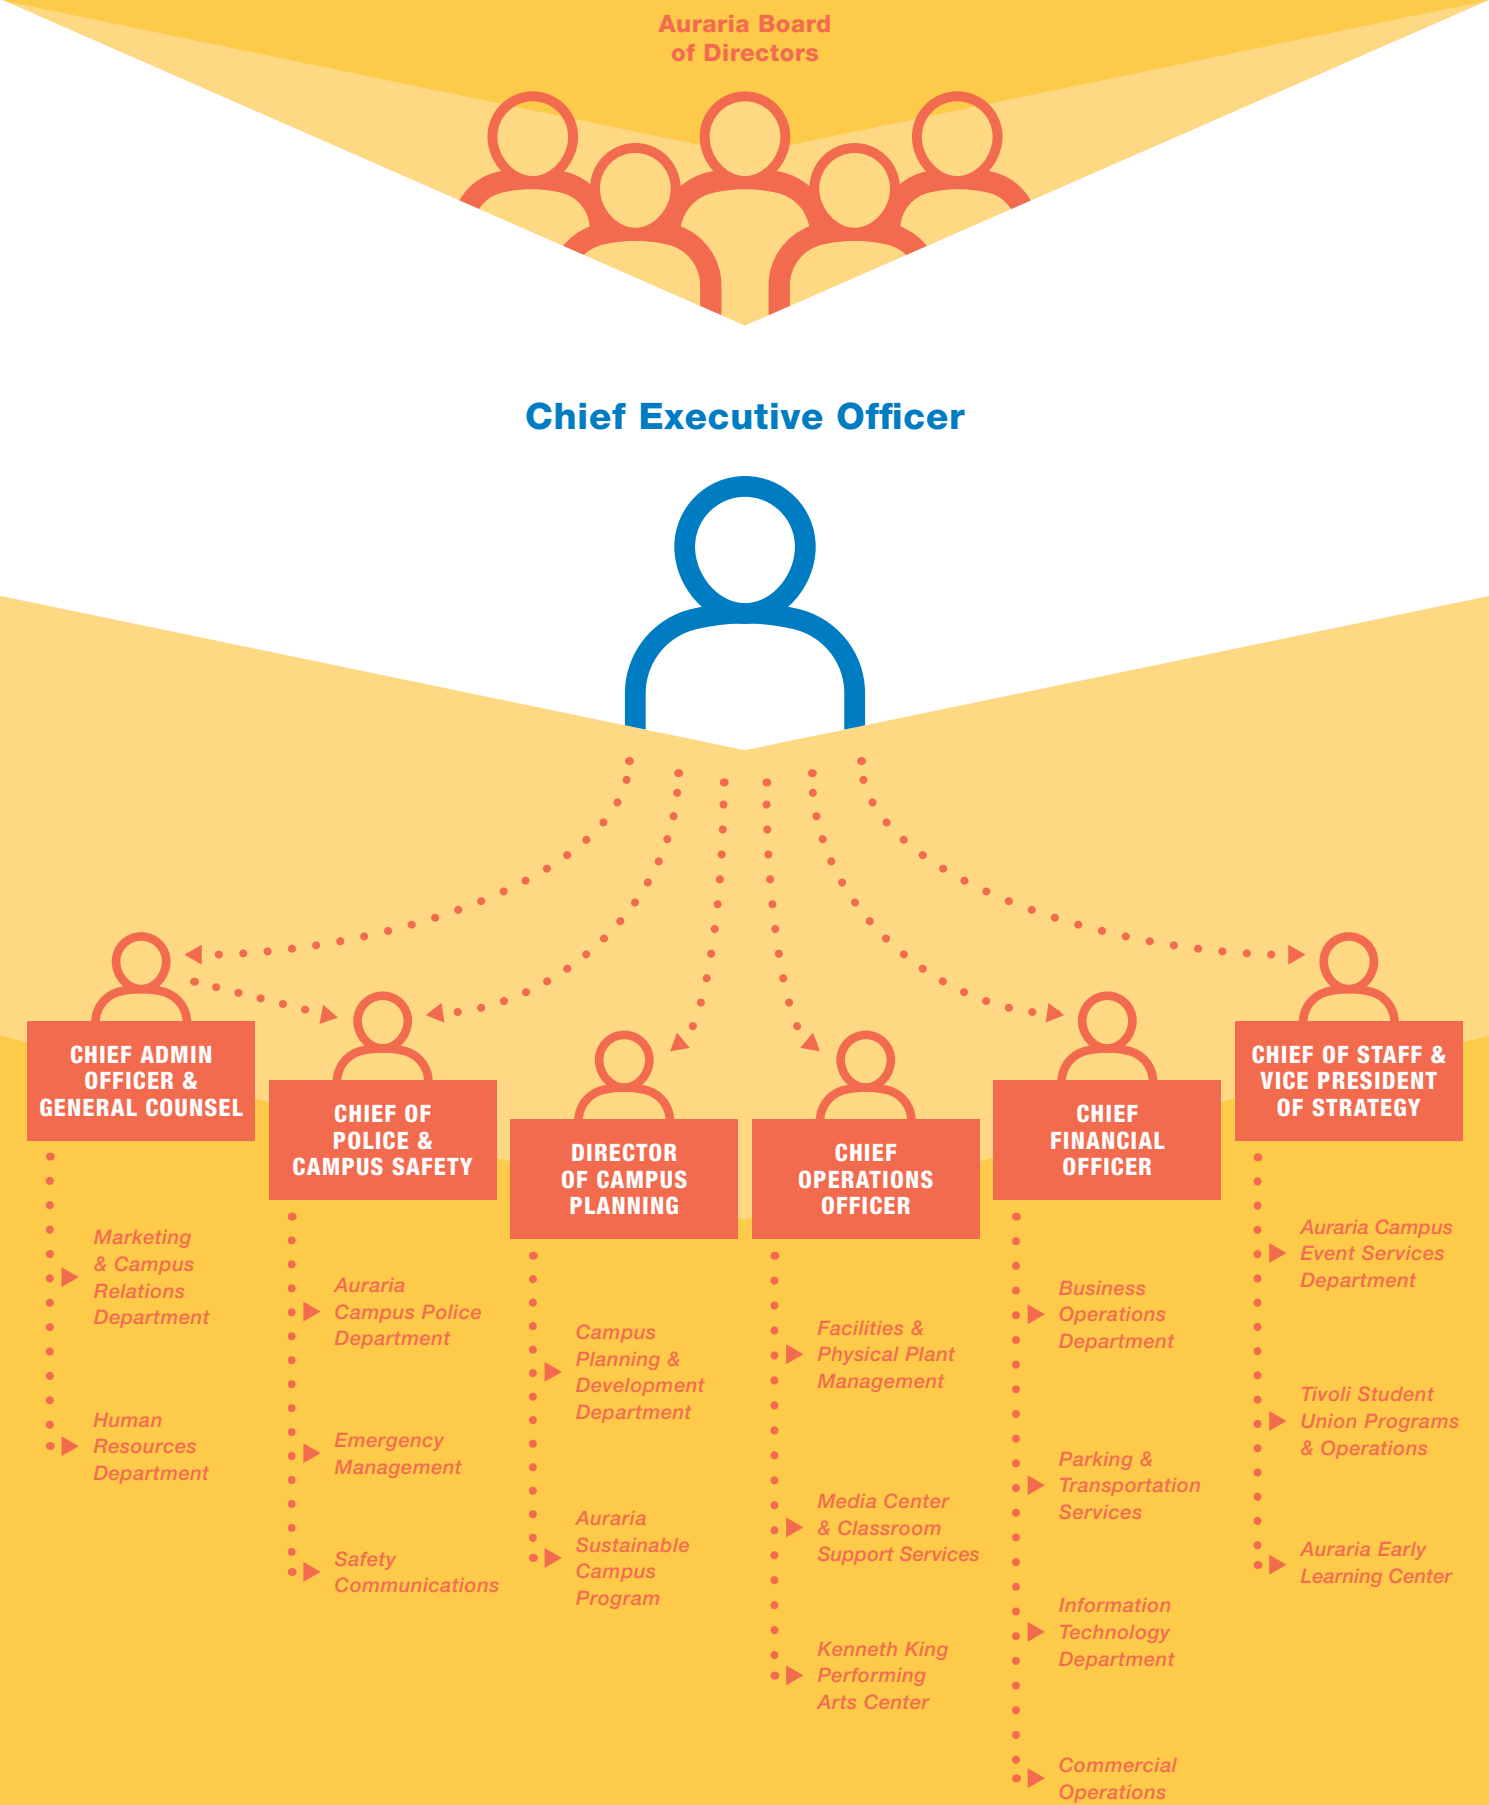 Auraria Board
of Directors
Chief Executive Officer
CHIEF ADMIN
OFFICER &
GENERAL COUNSEL
Marketing
& Campus
Relations
Department
Human
Resources
Department
CHIEF OF
POLICE &
CAMPUS SAFETY
Auraria
Campus Police
Department
Emergency
Management
Safety
Communications
DIRECTOR
OF CAMPUS
PLANNING
Campus
Planning &
Development
Department
Auraria
Sustainable
Campus
Program
CHIEF
OPERATIONS
OFFICER
Facilities &
Physical Plant
Management
Media Center
& Classroom
Support Services
Kenneth King
Performing
Arts Center
CHIEF
FINANCIAL
OFFICER
Business
Operations
Department
Parking &
Transportation
Services
Information
Technology
Department
Commercial
Operations
CHIEF OF STAFF &
VICE PRESIDENT
OF STRATEGY
Auraria Campus
Event Services
Department
Tivoli Student
Union Programs
& Operations
Auraria Early
Learning Center